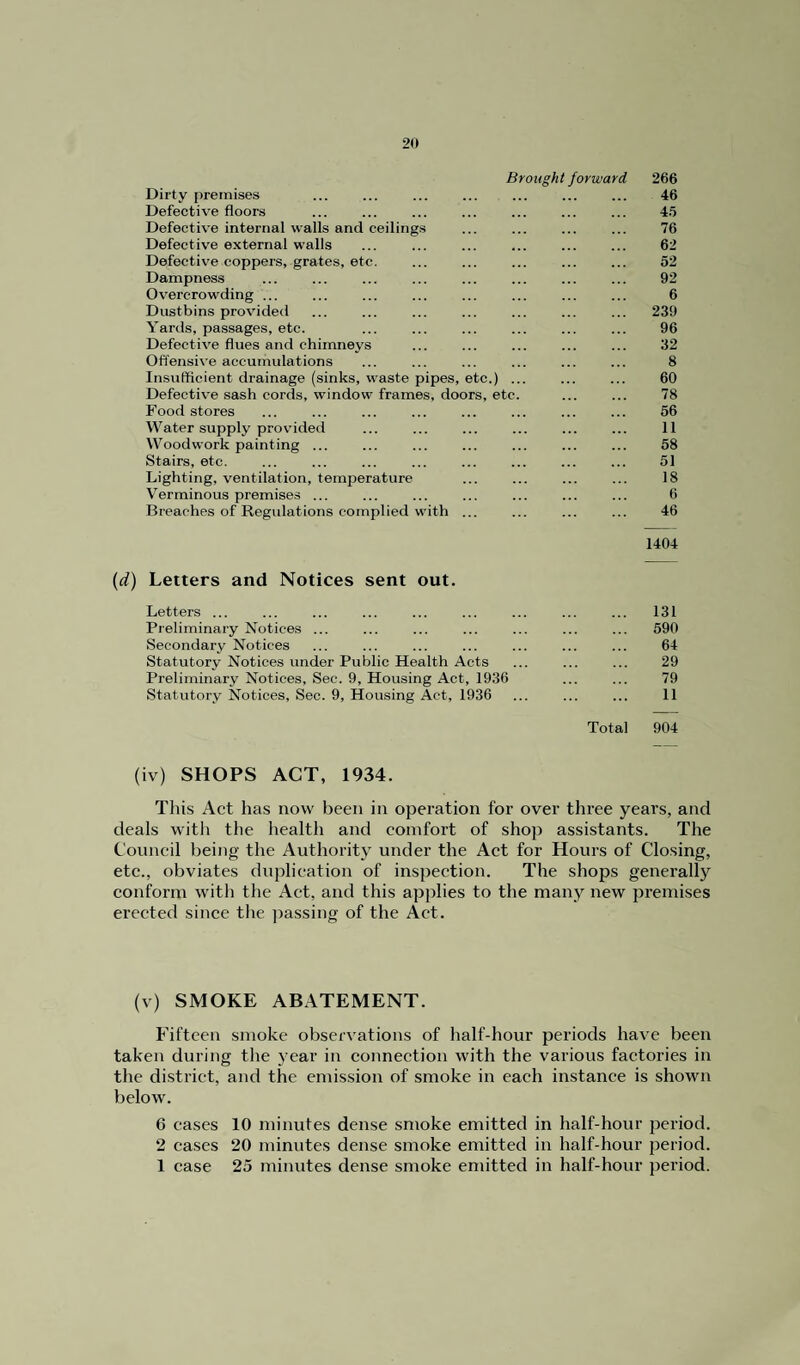 20
Brought forward 266
Dirty premises ... ... ... ... ... ... ... 46
Defective floors ... ... ... ... ... ... ... 45
Defective internal walls and ceilings ... ... ... ... 76
Defective external walls ... ... ... ... ... ... 62
Defective coppers, grates, etc. ... ... ... ... ... 52
Dampness ... ... ... ... ... ... ... ... 92
Overcrowding ... ... ... ... ... ... ... ... 6
Dustbins provided ... ... ... ... ... ... ... 239
Yards, passages, etc. ... ... ... ... ... ... 96
Defective flues and chimneys ... ... ... ... ... 32
Offensive accumulations ... ... ... ... ... ... 8
Insufficient drainage (sinks, waste pipes, etc.) ... ... ... 60
Defective sash cords, window frames, doors, etc. ... ... 78
Food stores ... ... ... ... ... ... ... ... 56
Water supply provided ... ... ... ... ... ... 11
Woodwork painting ... ... ... ... ... ... ... 58
Stairs, etc. ... ... ... ... ... ... ... ... 51
Lighting, ventilation, temperature ... ... ... ... 18
Verminous premises ... ... ... ... ... ... ... 6
Breaches of Regulations complied with ... ... ... ... 46
1404
(d) Letters and Notices sent out.
Letters ... ... ... ... ... ... ... ... ... 131
Preliminary Notices ... ... ... ... ... ... ... 590
Secondary Notices ... ... ... ... ... ... ... 64
Statutory Notices under Public Health Acts ... ... ... 29
Preliminary Notices, Sec. 9, Housing Act, 1936 ... ... 79
Statutory Notices, Sec. 9, Housing Act, 1936 ... ... ... 11
Total 904
(iv) SHOPS ACT, 1934.
This Act has now been in operation for over three years, and
deals with the health and comfort of shop assistants. The
Council being the Authority under the Act for Hours of Closing,
etc., obviates duplication of inspection. The shops generally
conform with the Act, and this applies to the many new premises
erected since the passing of the Act.
(v) SMOKE ABATEMENT.
Fifteen smoke observations of half-hour periods have been
taken during the year in connection with the various factories in
the district, and the emission of smoke in each instance is shown
below.
6 cases 10 minutes dense smoke emitted in half-hour period.
2 cases 20 minutes dense smoke emitted in half-hour period.
1 case 25 minutes dense smoke emitted in half-hour period.